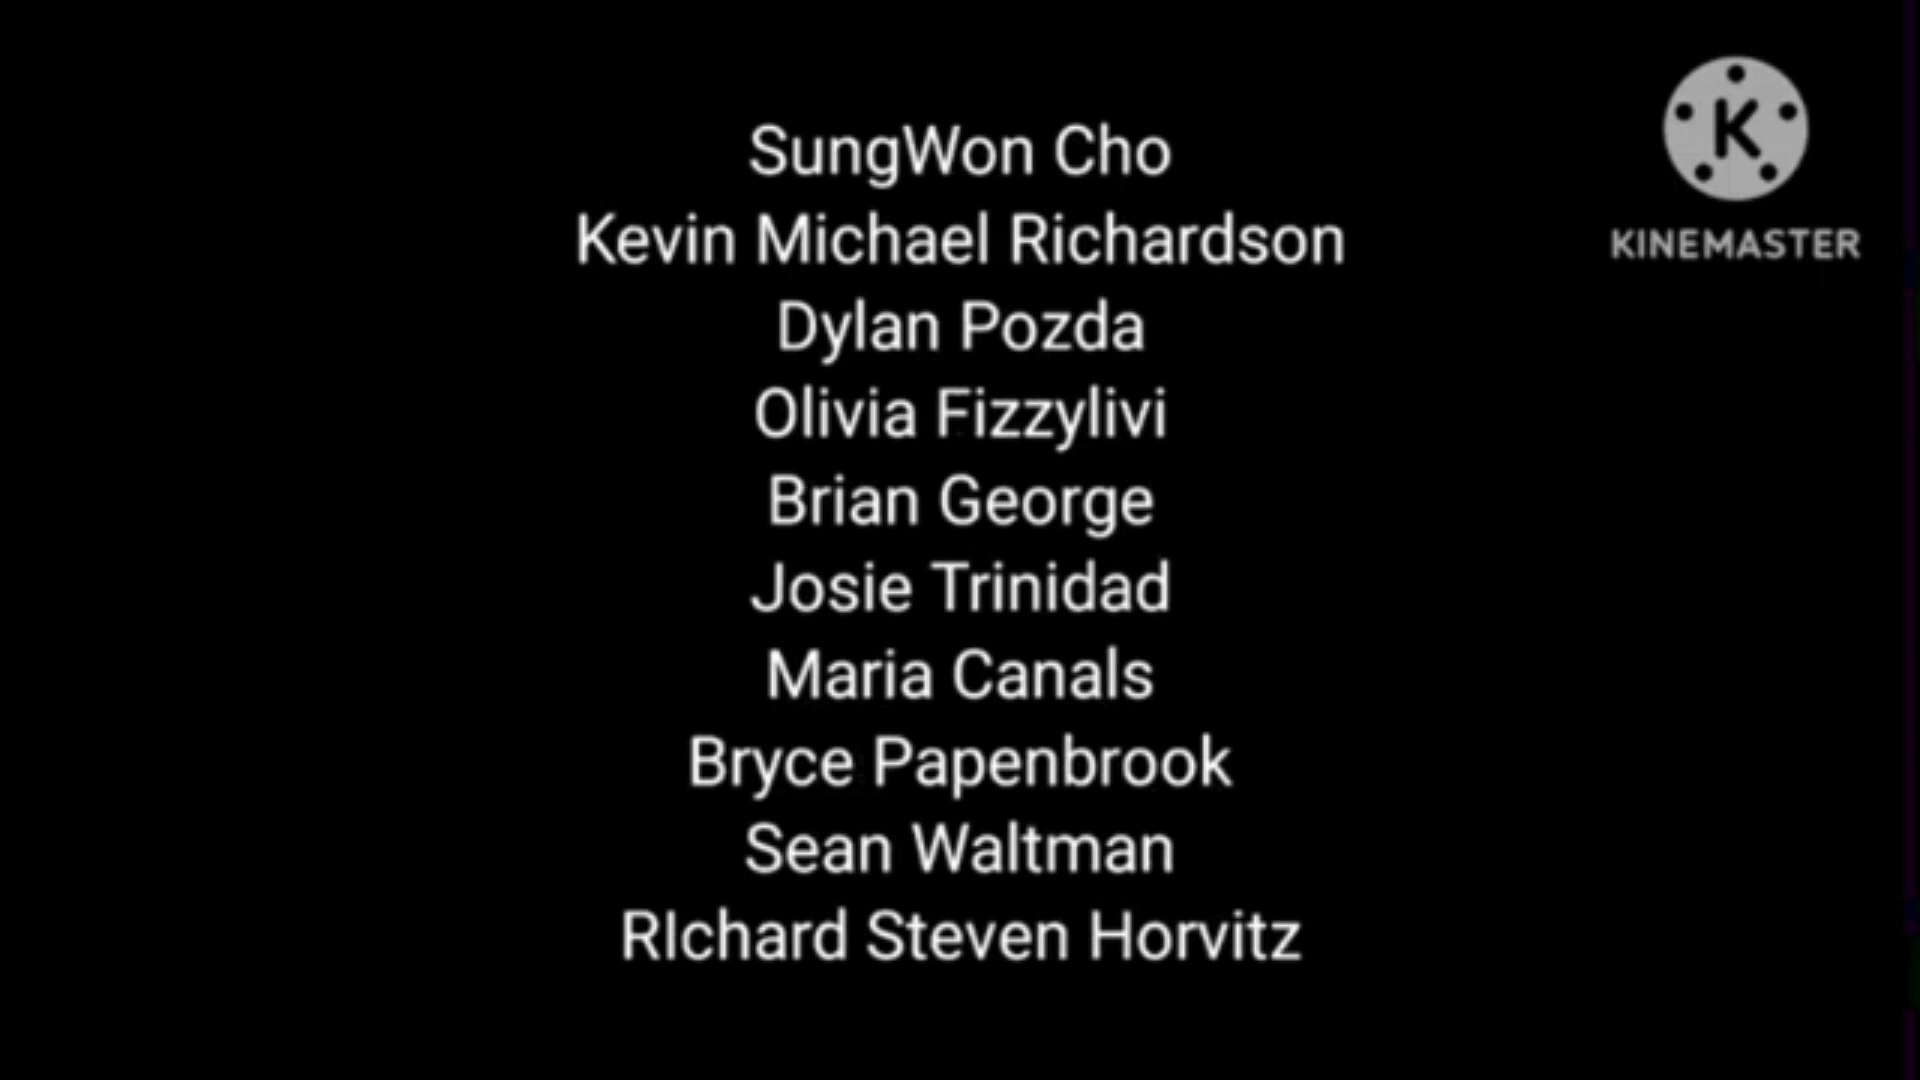 SungWon Cho
Kevin Michael Richardson
Dylan Pozda
Olivia Fizzylivi
Brian George
Josie Trinidad
Maria Canals
Bryce Papenbrook
Sean Waltman
RIchard Steven Horvitz
K
KINEMASTER